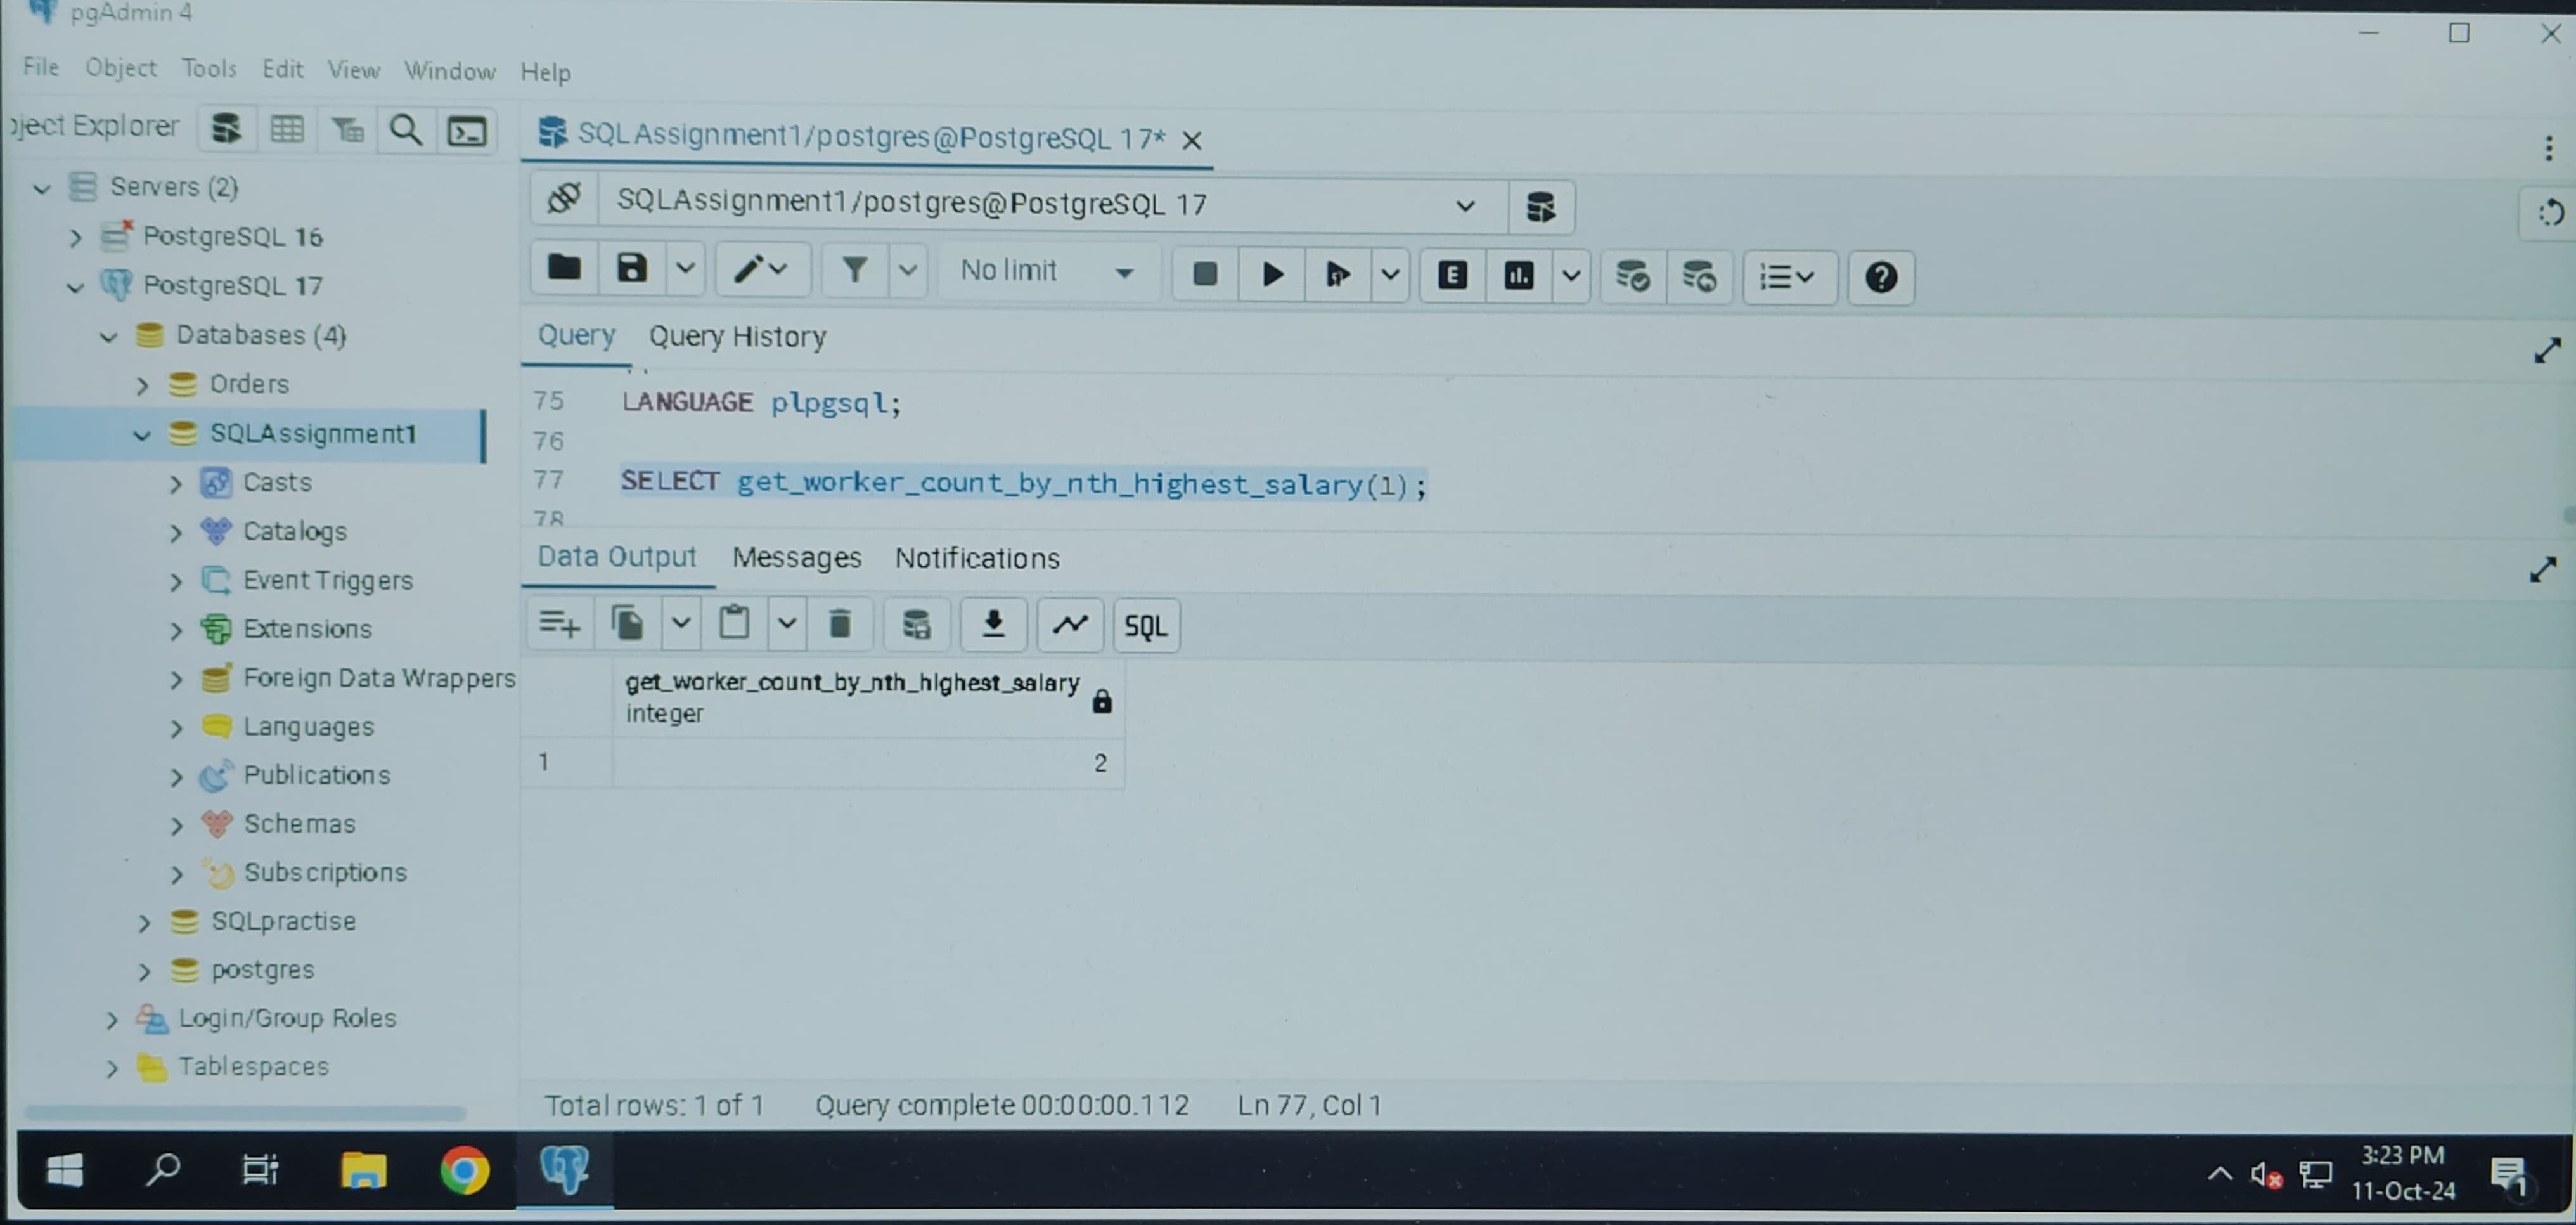 pgAdmin 4
File Object Tools Edit View Window Help
ject Explorer
Servers (2)
PostgreSQL 16
PostgreSQL 17
Databases (4)
Orders
SQLAssignment1
Casts
Catalogs
Event Triggers
Extensions
Foreign Data Wrappers
Languages
Publications
Schemas
Subscriptions
SQLpractise
postgres
Login/Group Roles
Tablespaces
SQLAssignment1/postgres@PostgreSQL 17*
SQLAssignment1/postgres@PostgreSQL 17
No limit
E
Query Query History
75 LANGUAGE plpgsql;
76
77 SELECT get_worker_count_by_nth_highest_salary(1);
78
Data Output Messages Notifications
SQL
get_worker_count_by_nth_highest_salary
integer
1 2
Total rows: 1 of 1 Query complete 00:00:00.112 Ln 77, Col 1
3:23 PM
11-Oct-24
1